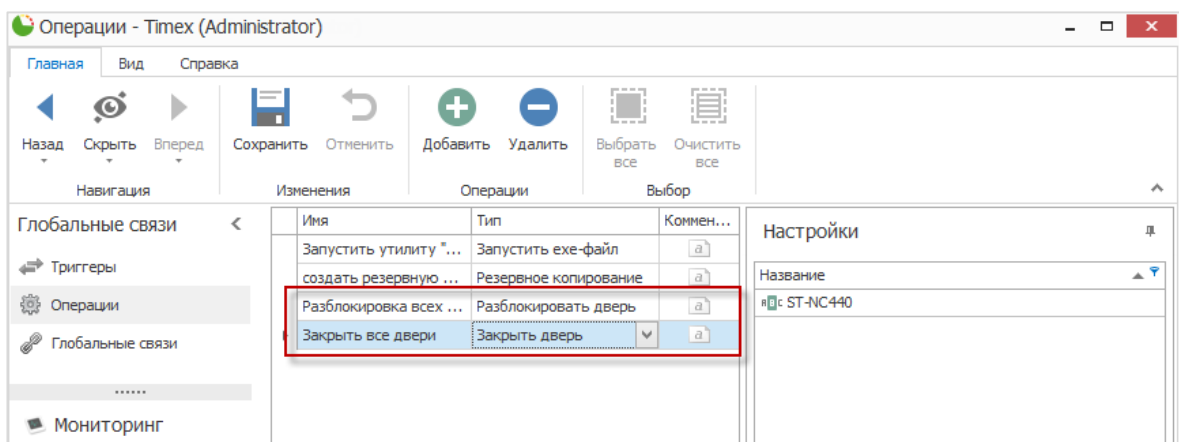 Операции - Timex (Administrator)
Главная Вид Справка
Назад Скрыть Вперед Сохранить Отменить Добавить Удалить Выбрать все Очистить все
Навигация Изменения Операции Выбор
Глобальные связи
Триггеры
Операции
Глобальные связи
Мониторинг
Имя Тип Коммен...
Запустить утилиту "... Запустить exe-файл
создать резервную ... Резервное копирование
Разблокировка всех ... Разблокировать дверь
Закрыть все двери Закрыть дверь
Настройки
Название
ST-NC440